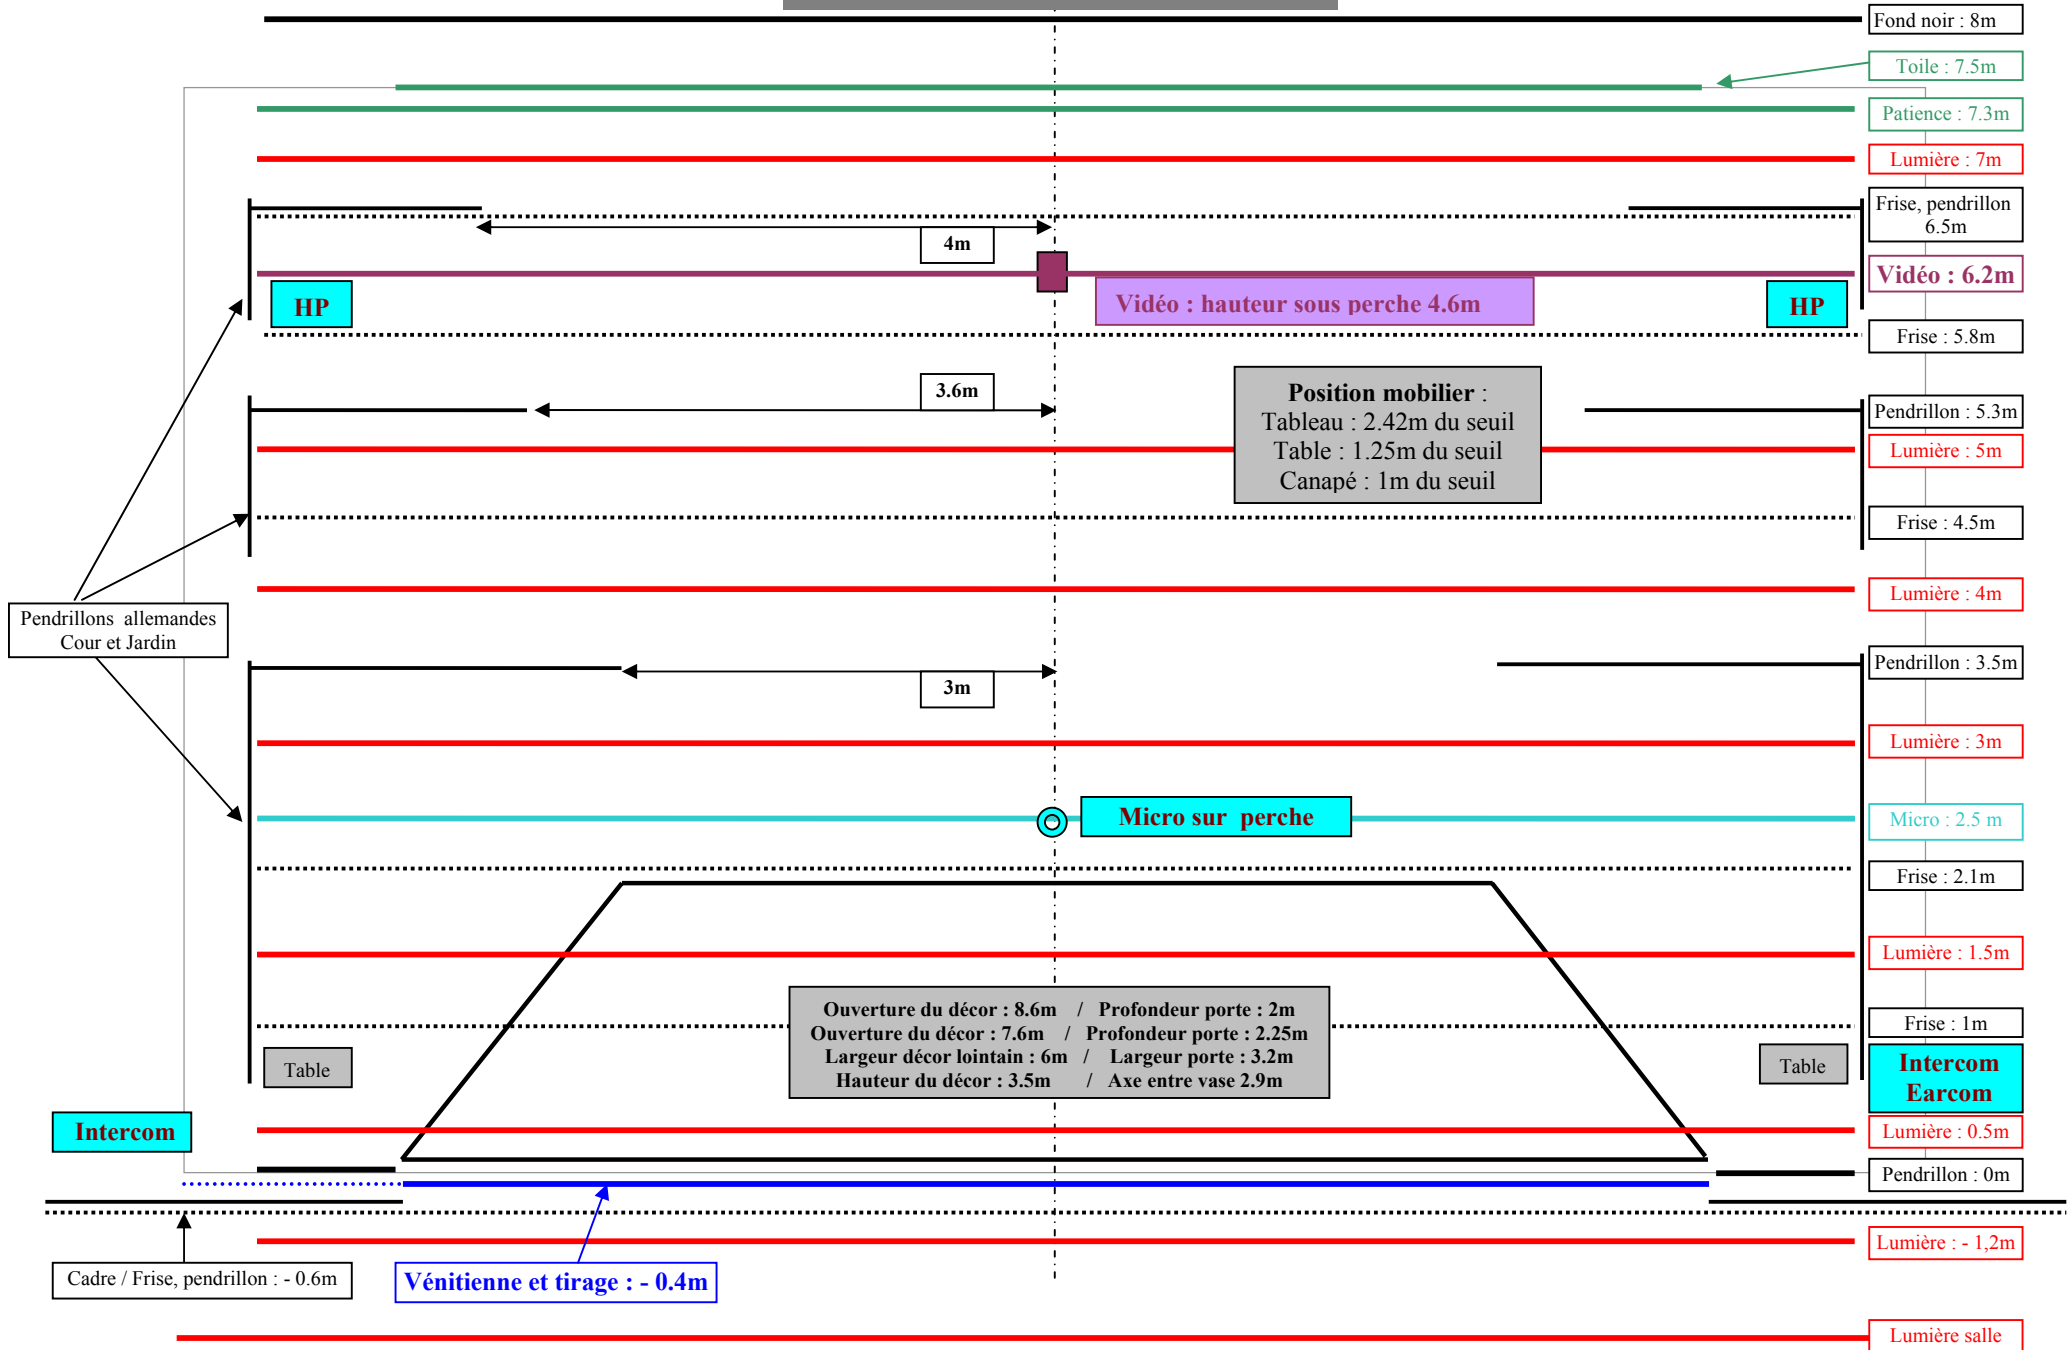 Fond noir : 8m
Toile : 7.5m
Patience : 7.3m
Lumière : 7m
Frise, pendrillon
6.5m
4m
Vidéo : 6.2m
HP
Vidéo : hauteur sous perche 4.6m
HP
Frise : 5.8m
3.6m
Position mobilier :
Tableau : 2.42m du seuil
Table : 1.25m du seuil
Canapé : 1m du seuil
Pendrillon : 5.3m
Lumière : 5m
Frise : 4.5m
Lumière : 4m
Pendrillons allemandes
Cour et Jardin
Pendrillon : 3.5m
3m
Lumière : 3m
Micro sur perche
Micro : 2.5 m
Frise : 2.1m
Lumière : 1.5m
Ouverture du décor : 8.6m / Profondeur porte : 2m
Ouverture du décor : 7.6m / Profondeur porte : 2.25m
Largeur décor lointain : 6m / Largeur porte : 3.2m
Hauteur du décor : 3.5m / Axe entre vase 2.9m
Frise : 1m
Table
Table
Intercom
Earcom
Intercom
Lumière : 0.5m
Pendrillon : 0m
Lumière : - 1,2m
Cadre / Frise, pendrillon : - 0.6m
Vénitienne et tirage : - 0.4m
Lumière salle